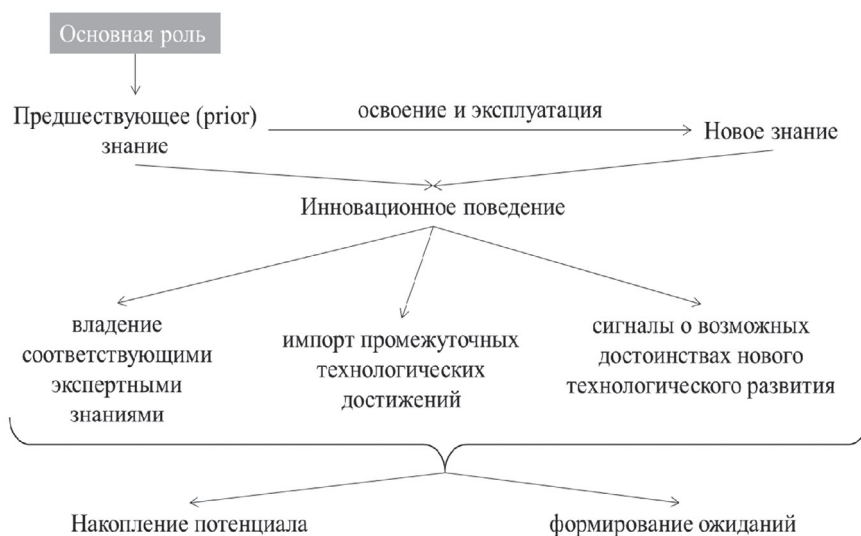 Основная роль
Предшествующее (prior)
знание
освоение и эксплуатация
Новое знание
Инновационное поведение
владение
соответствующими
экспертными
знаниями
импорт промежуточных
технологических
достижений
сигналы о возможных
достоинствах нового
технологического развития
Накопление потенциала
формирование ожиданий